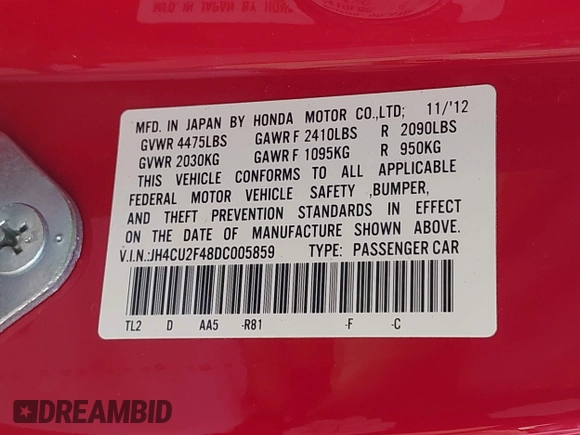 MFD. IN JAPAN BY HONDA MOTOR CO.,LTD; 11/'12
GVWR 4475LBS GAWR F 2410LBS R 2090LBS
GVWR 2030KG GAWR F 1095KG R 950KG
THIS VEHICLE CONFORMS TO ALL APPLICABLE
FEDERAL MOTOR VEHICLE SAFETY ,BUMPER,
AND THEFT PREVENTION STANDARDS IN EFFECT
ON THE DATE OF MANUFACTURE SHOWN ABOVE.
V.I.N.:JH4CU2F48DC005859 TYPE: PASSENGER CAR
TL2 D AA5 -R81 -F -C
DREAMBID